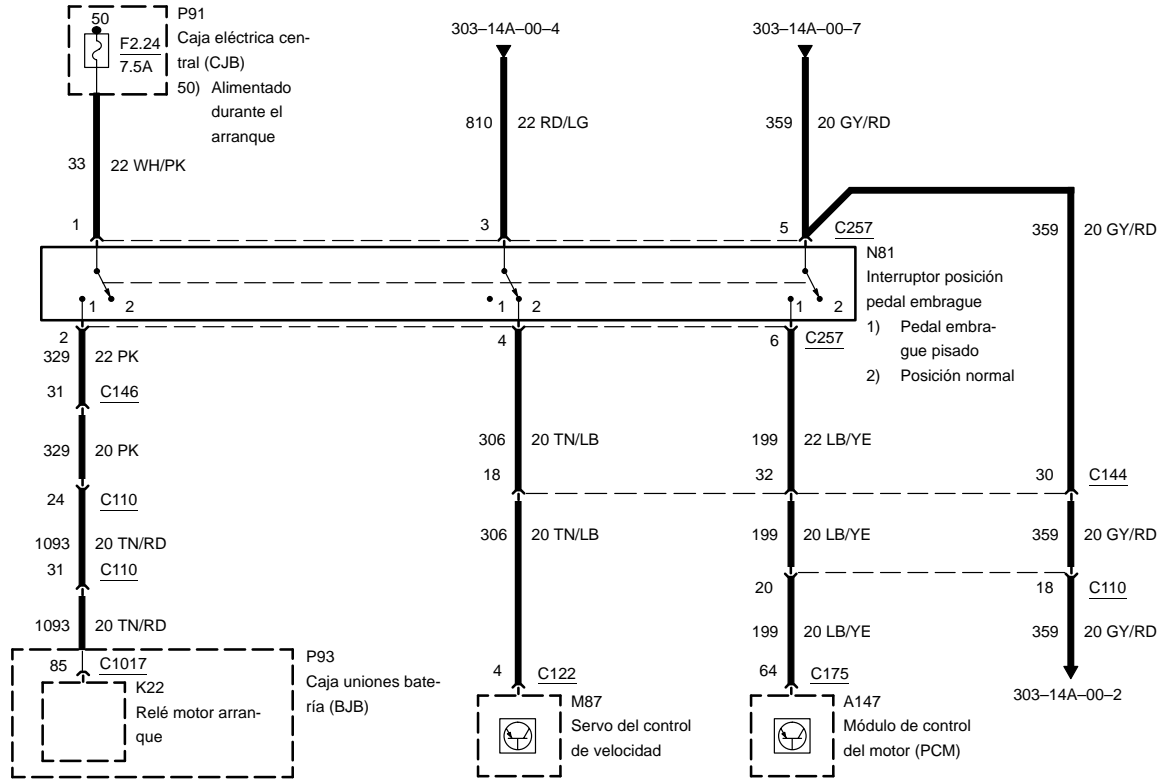 50
F2.24
7.5A
P91
Caja eléctrica cen-
tral (CJB)
50) Alimentado
durante el
arranque
303–14A–00–4
303–14A–00–7
33
22 WH/PK
810
22 RD/LG
359
20 GY/RD
359
20 GY/RD
1
3
5
C257
N81
Interruptor posición
pedal embrague
1) Pedal embra-
gue pisado
2) Posición normal
1
2
1
2
1
2
2
4
6
C257
329
22 PK
31
C146
329
20 PK
306
20 TN/LB
199
22 LB/YE
18
32
30
C144
24
C110
1093
20 TN/RD
306
20 TN/LB
199
20 LB/YE
359
20 GY/RD
31
C110
20
18
C110
1093
20 TN/RD
199
20 LB/YE
359
20 GY/RD
85
C1017
K22
Relé motor arran-
que
P93
Caja uniones bate-
ría (BJB)
4
C122
M87
Servo del control
de velocidad
64
C175
A147
Módulo de control
del motor (PCM)
303–14A–00–2